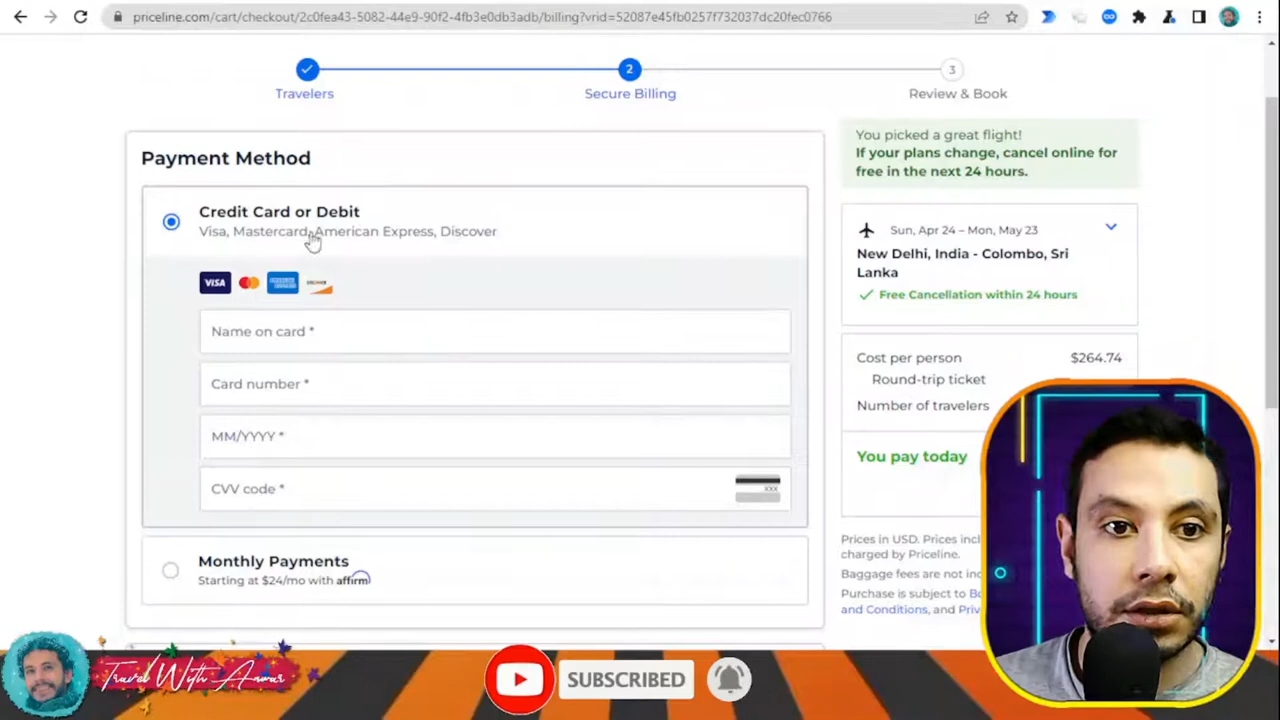 priceline.com/cart/checkout/2c0fea43-5082-44e9-90f2-4fb3e0db3adb/billing?vrid=52087e45fb0257f732037dc20fec0766
2
3
Travelers
Secure Billing
Review & Book
Payment Method
Credit Card or Debit
Visa, Mastercard, American Express, Discover
VISA
Name on card *
Card number *
MM/YYYY *
CVV code *
XXX
Monthly Payments
Starting at $24/mo with affirm
You picked a great flight!
If your plans change, cancel online for
free in the next 24 hours.
Sun, Apr 24 – Mon, May 23
New Delhi, India - Colombo, Sri
Lanka
Free Cancellation within 24 hours
Cost per person $264.74
Round-trip ticket
Number of travelers
You pay today
Prices in USD. Prices incl
charged by Priceline.
Baggage fees are not inc
Purchase is subject to Bo
and Conditions, and Priv
Travel With Anwar
SUBSCRIBED